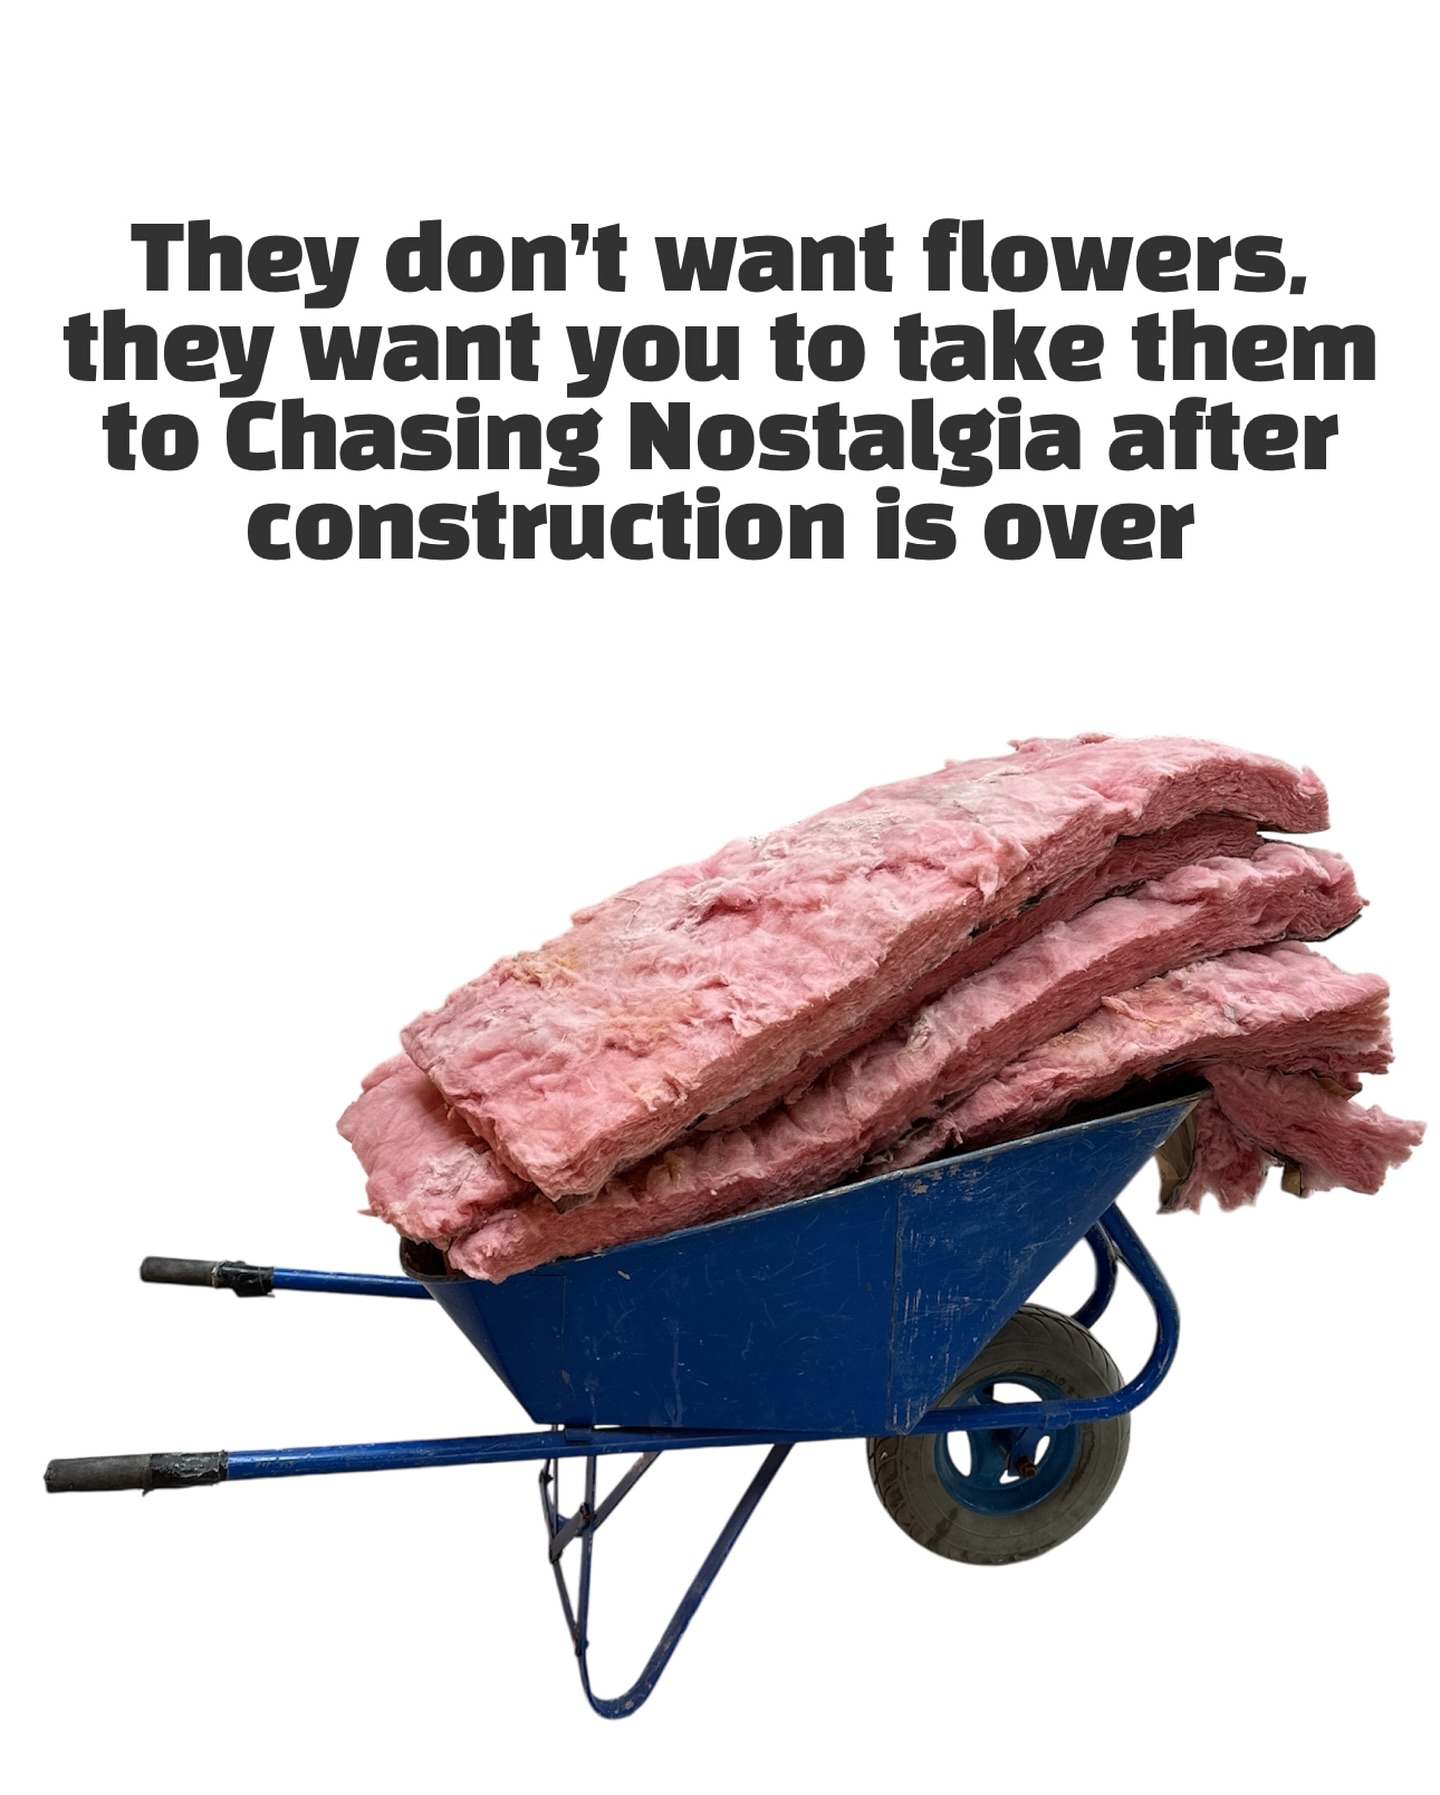 They don’t want flowers,
they want you to take them
to Chasing Nostalgia after
construction is over